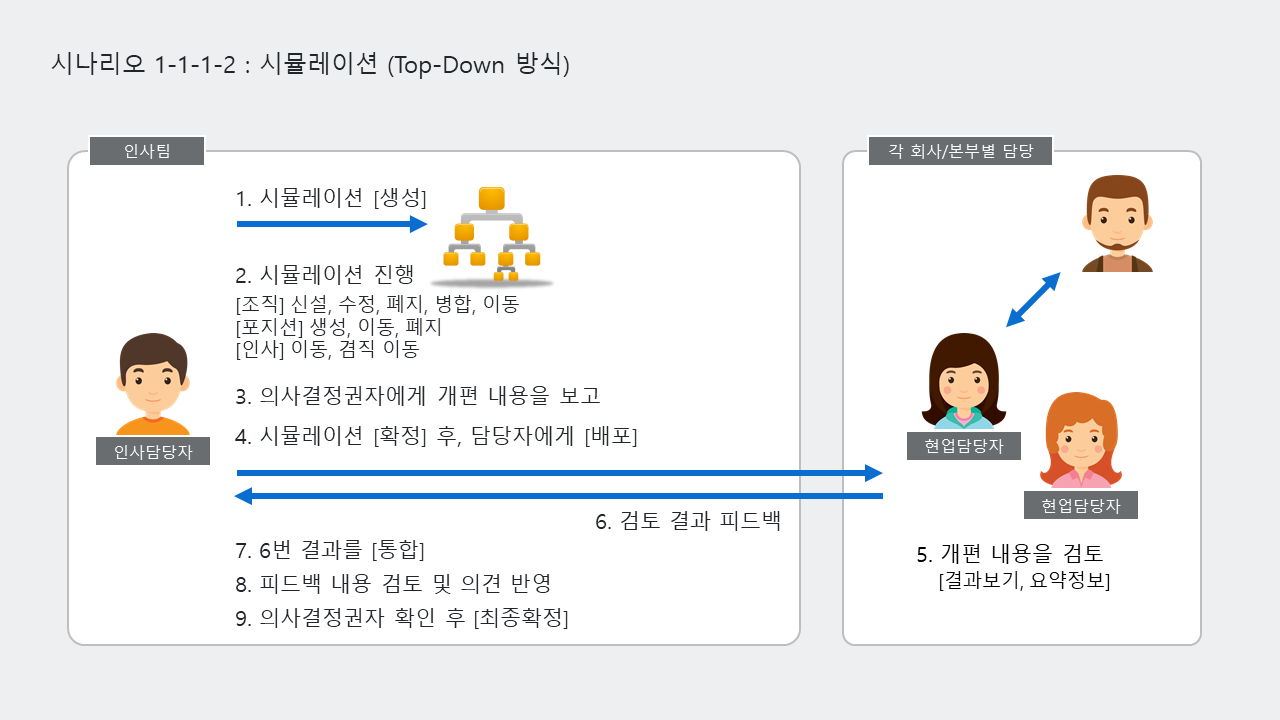 시나리오 1-1-1-2 : 시뮬레이션 (Top-Down 방식)
인사팀
1. 시뮬레이션 [생성]
2. 시뮬레이션 진행
[조직] 신설, 수정, 폐지, 병합, 이동
[포지션] 생성, 이동, 폐지
[인사] 이동, 겸직 이동
3. 의사결정권자에게 개편 내용을 보고
4. 시뮬레이션 [확정] 후, 담당자에게 [배포]
인사담당자
6. 검토 결과 피드백
7. 6번 결과를 [통합]
8. 피드백 내용 검토 및 의견 반영
9. 의사결정권자 확인 후 [최종확정]
각 회사/본부별 담당
현업담당자
현업담당자
5. 개편 내용을 검토
[결과보기, 요약정보]